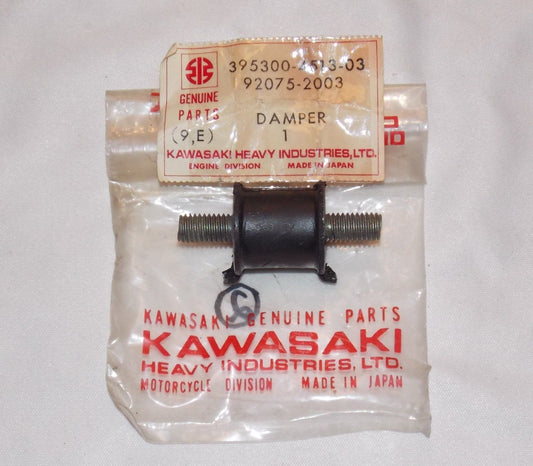 395300-4513-03
92075-2003
GENUINE
PARTS
DAMPER
(9,E)
1
KAWASAKI HEAVY INDUSTRIES,LTD.
ENGINE DIVISION MADE IN JAPAN
KAWASAKI GENUINE PARTS
KAWASAKI
HEAVY INDUSTRIES, LTD.
MOTORCYCLE DIVISION MADE IN JAPAN